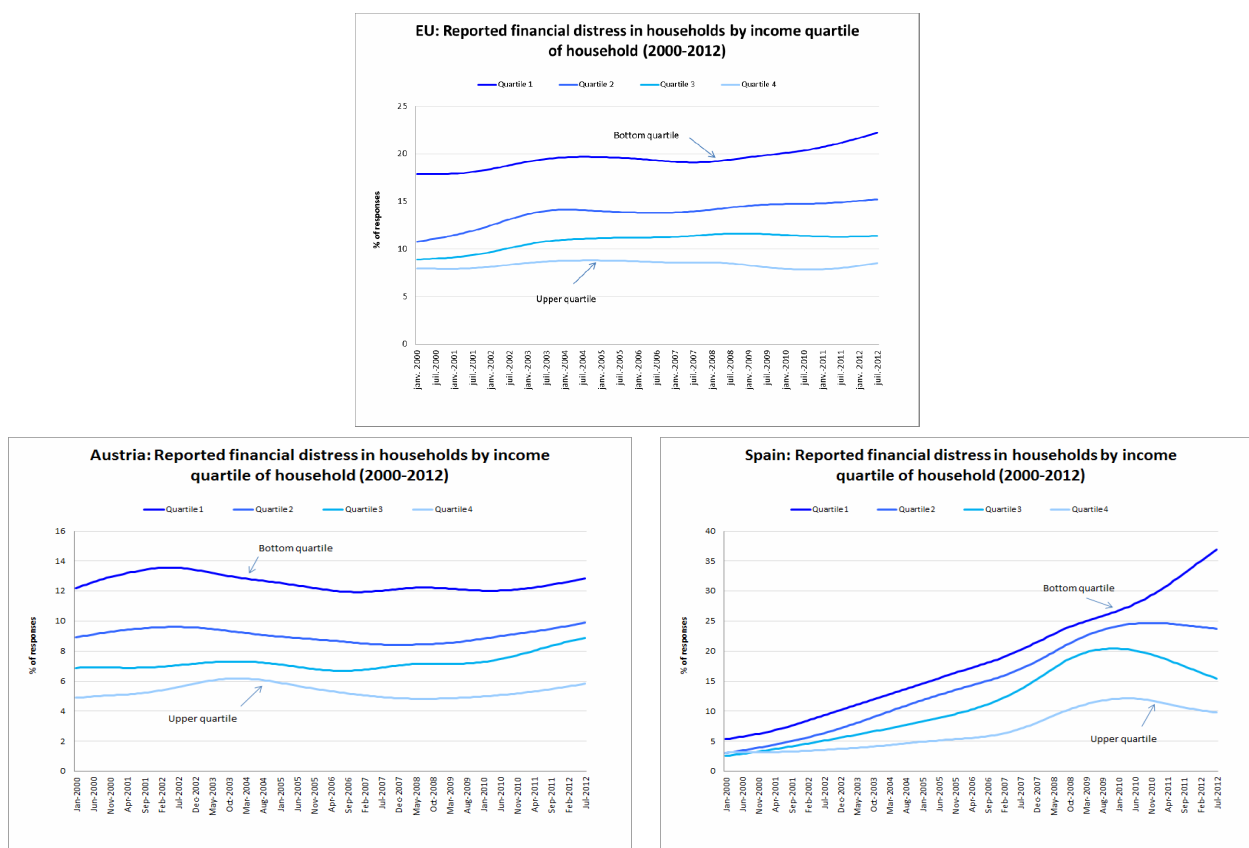 EU: Reported financial distress in households by income quartile
of household (2000-2012)
Quartile 1 Quartile 2 Quartile 3 Quartile 4
25
20
15
10
5
0
% of responses
Bottom quartile
Upper quartile
janv.-2000
juil.-2000
janv.-2001
juil.-2001
janv.-2002
juil.-2002
janv.-2003
juil.-2003
janv.-2004
juil.-2004
janv.-2005
juil.-2005
janv.-2006
juil.-2006
janv.-2007
juil.-2007
janv.-2008
juil.-2008
janv.-2009
juil.-2009
janv.-2010
juil.-2010
janv.-2011
juil.-2011
janv.-2012
juil.-2012
Austria: Reported financial distress in households by income
quartile of household (2000-2012)
Quartile 1 Quartile 2 Quartile 3 Quartile 4
16
14
12
10
8
6
4
2
0
% of responses
Bottom quartile
Upper quartile
Jan-2000
Jun-2000
Nov-2000
Apr-2001
Sep-2001
Feb-2002
Jul-2002
Dec-2002
May-2003
Oct-2003
Mar-2004
Aug-2004
Jan-2005
Jun-2005
Nov-2005
Apr-2006
Sep-2006
Feb-2007
Jul-2007
Dec-2007
May-2008
Oct-2008
Mar-2009
Aug-2009
Jan-2010
Jun-2010
Nov-2010
Apr-2011
Sep-2011
Feb-2012
Jul-2012
Spain: Reported financial distress in households by income
quartile of household (2000-2012)
Quartile 1 Quartile 2 Quartile 3 Quartile 4
40
35
30
25
20
15
10
5
0
% of responses
Bottom quartile
Upper quartile
Jan-2000
Jun-2000
Nov-2000
Apr-2001
Sep-2001
Feb-2002
Jul-2002
Dec-2002
May-2003
Oct-2003
Mar-2004
Aug-2004
Jan-2005
Jun-2005
Nov-2005
Apr-2006
Sep-2006
Feb-2007
Jul-2007
Dec-2007
May-2008
Oct-2008
Mar-2009
Aug-2009
Jan-2010
Jun-2010
Nov-2010
Apr-2011
Sep-2011
Feb-2012
Jul-2012